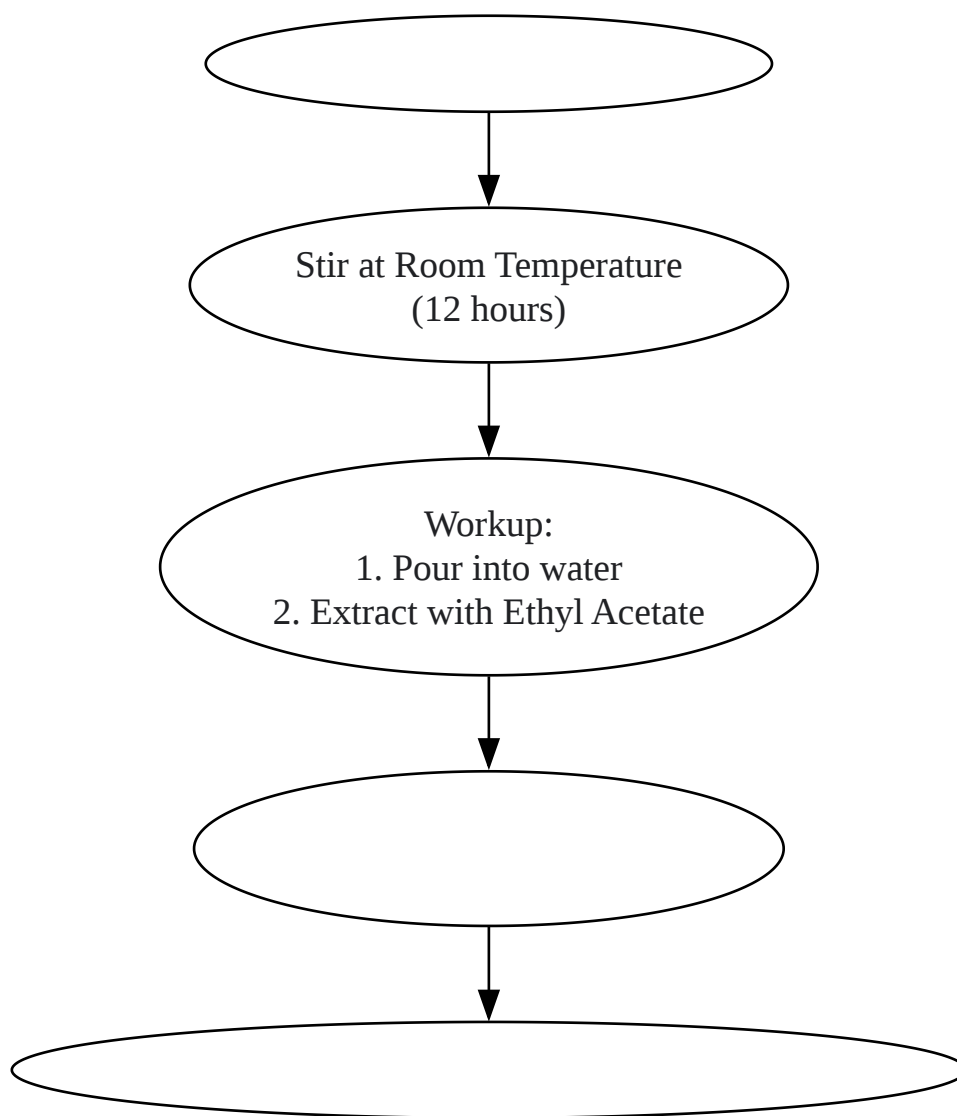 Stir at Room Temperature
(12 hours)
Workup:
1. Pour into water
2. Extract with Ethyl Acetate